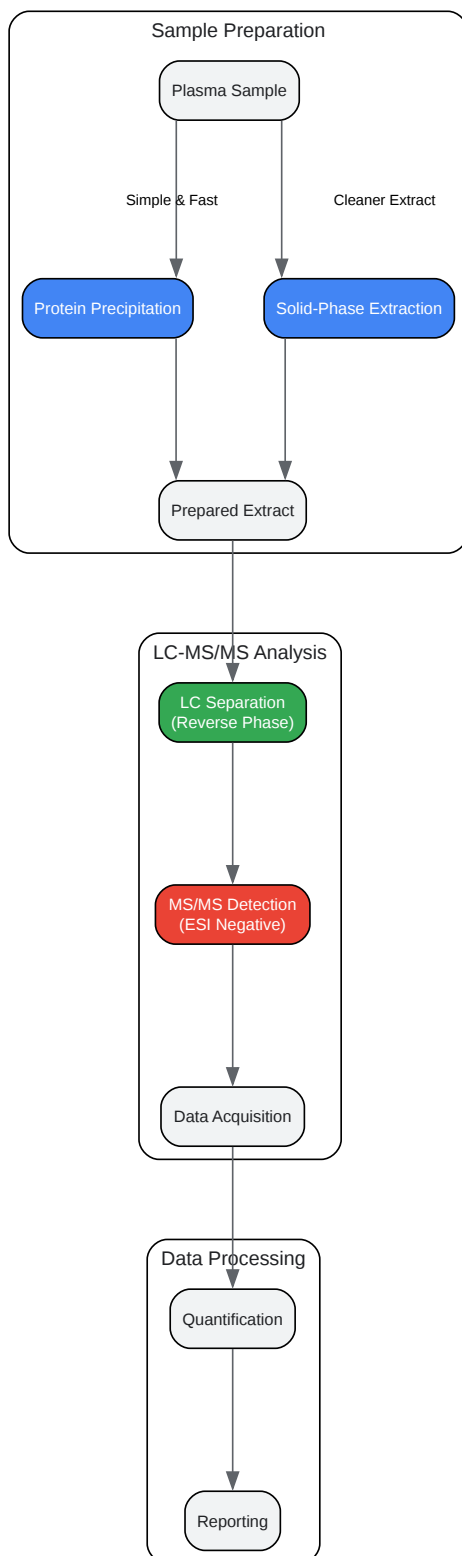 Sample Preparation
Plasma Sample
Simple & Fast
Cleaner Extract
Protein Precipitation
Solid-Phase Extraction
Prepared Extract
LC-MS/MS Analysis
LC Separation
(Reverse Phase)
MS/MS Detection
(ESI Negative)
Data Acquisition
Data Processing
Quantification
Reporting